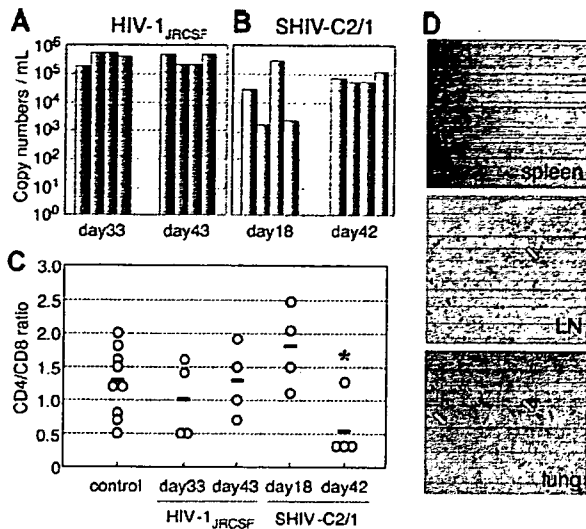 A HIV-1JRCSF B SHIV-C2/1 D
Copy numbers / mL
10⁶
10⁵
10⁴
10³
10²
10¹
10⁰
day33 day43 day18 day42
spleen
LN
lung
C
CD4/CD8 ratio
3.0
2.5
2.0
1.5
1.0
0.5
0
*
control day33 day43 day18 day42
HIV-1JRCSF SHIV-C2/1